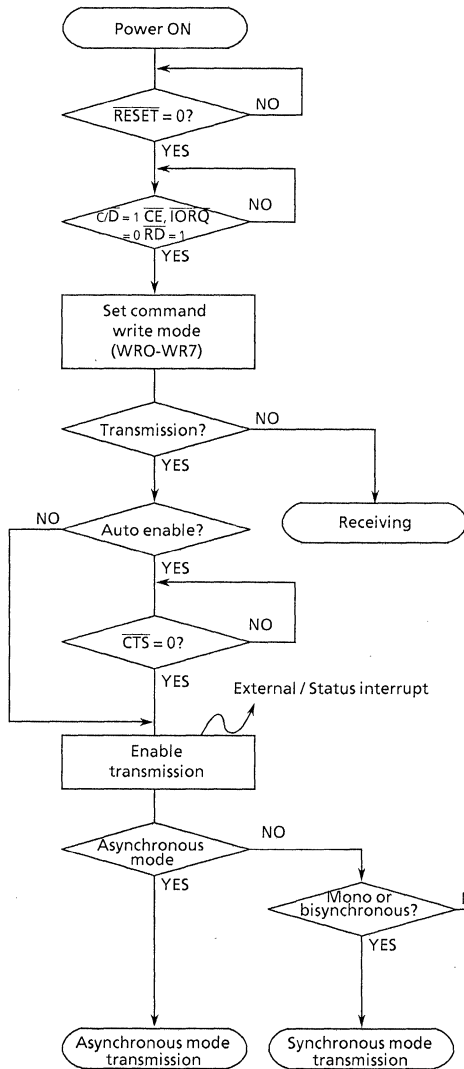 Power ON
RESET = 0?
NO
YES
C/D = 1 CE, IORQ
= 0 RD = 1
NO
YES
Set command
write mode
(WR0-WR7)
Transmission?
NO
YES
Receiving
NO
Auto enable?
YES
CTS = 0?
NO
YES
External / Status interrupt
Enable
transmission
Asynchronous
mode
NO
YES
Mono or
bisynchronous?
YES
Asynchronous mode
transmission
Synchronous mode
transmission